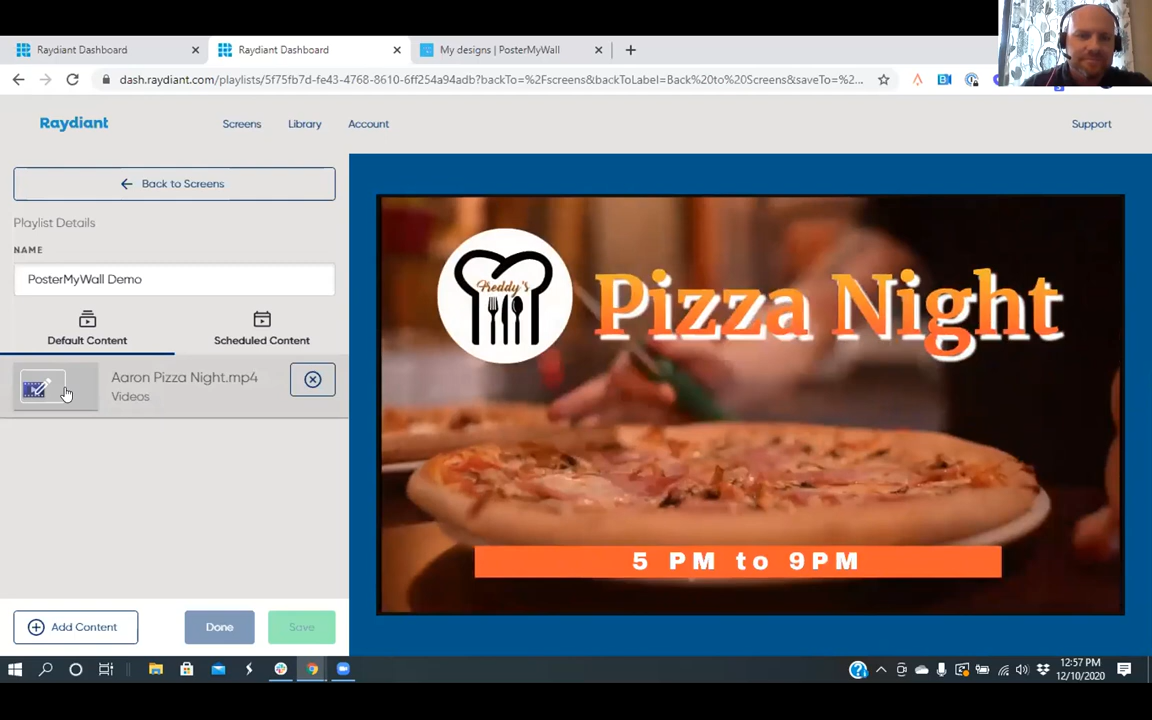 Raydiant Dashboard
Raydiant Dashboard
My designs | PosterMyWall
dash.raydiant.com/playlists/5f75fb7d-fe43-4768-8610-6ff254a94adb?backTo=%2Fscreens&backToLabel=Back%20to%20Screens&saveTo=%2...
Raydiant
Screens
Library
Account
Support
Back to Screens
Playlist Details
NAME
PosterMyWall Demo
Default Content
Scheduled Content
Aaron Pizza Night.mp4
Videos
Freddy's
Pizza Night
5 PM to 9PM
Add Content
Done
Save
12:57 PM
12/10/2020